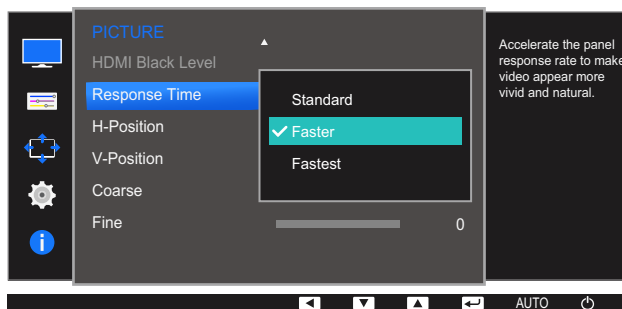 PICTURE
HDMI Black Level
Response Time
H-Position
V-Position
Coarse
Fine
Standard
Faster
Fastest
0
Accelerate the panel
response rate to make
video appear more
vivid and natural.
AUTO